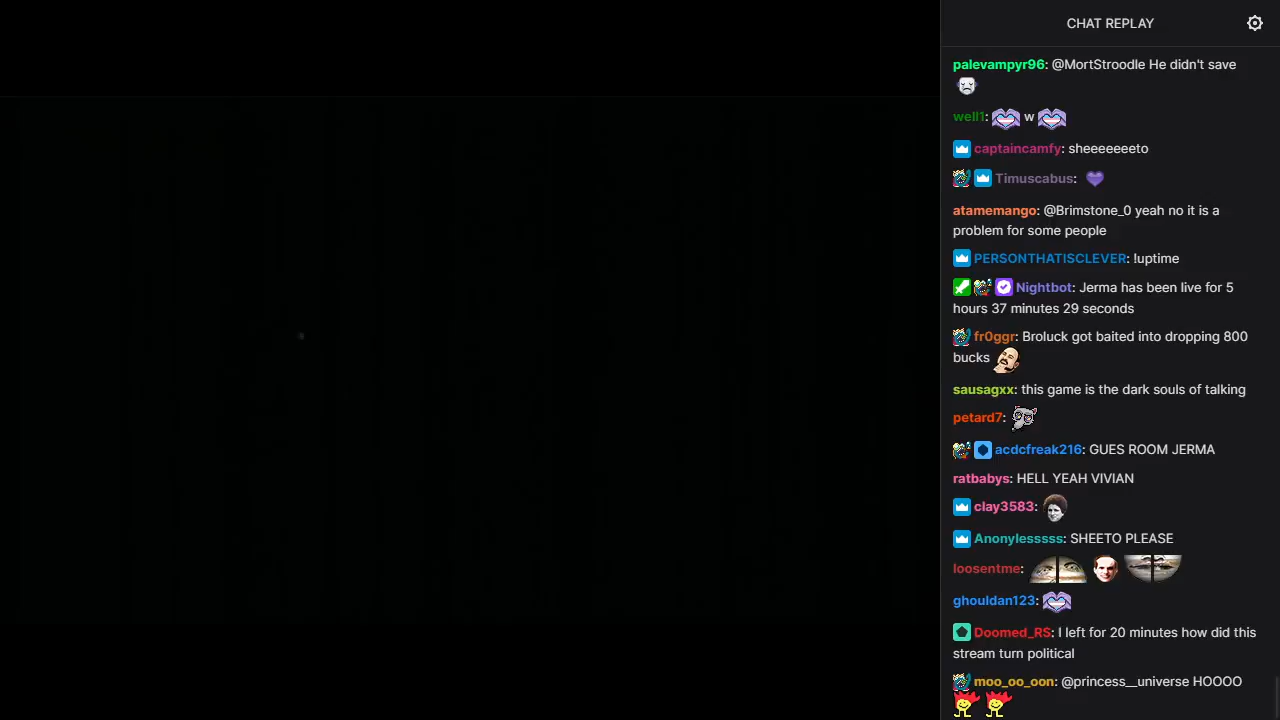 CHAT REPLAY
palevampyr96: @MortStroodle He didn't save
well1: w
captaincamfy: sheeeeeeeto
Timuscabus:
atamemango: @Brimstone_0 yeah no it is a
problem for some people
PERSONTHATISCLEVER: !uptime
Nightbot: Jerma has been live for 5
hours 37 minutes 29 seconds
fr0ggr: Broluck got baited into dropping 800
bucks
sausagxx: this game is the dark souls of talking
petard7:
acdcfreak216: GUES ROOM JERMA
ratbabys: HELL YEAH VIVIAN
clay3583:
Anonylesssss: SHEETO PLEASE
loosentme:
ghouldan123:
Doomed_RS: I left for 20 minutes how did this
stream turn political
moo_oo_oon: @princess__universe HOOOO